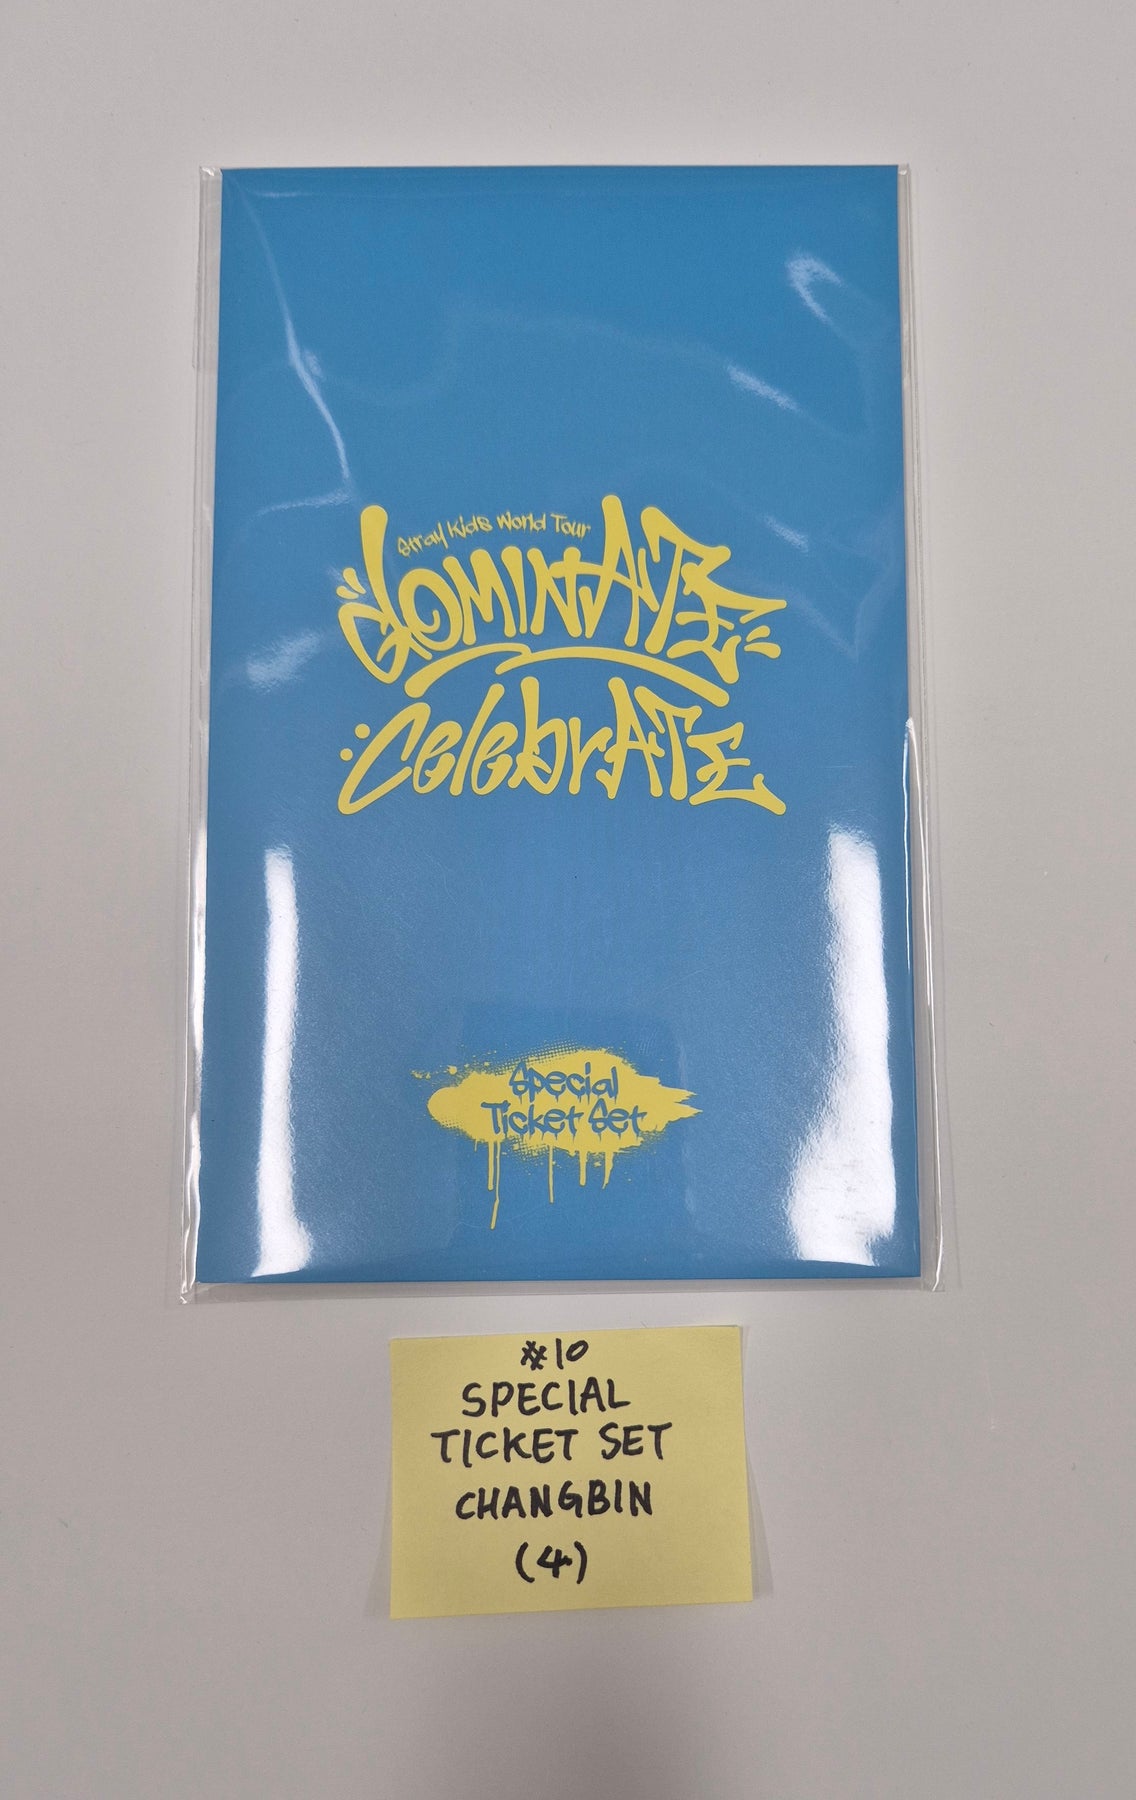 Stray Kids World Tour
dOMINATE
CelebrATE
Special
Ticket Set
#10
SPECIAL
TICKET SET
CHANGBIN
(4)